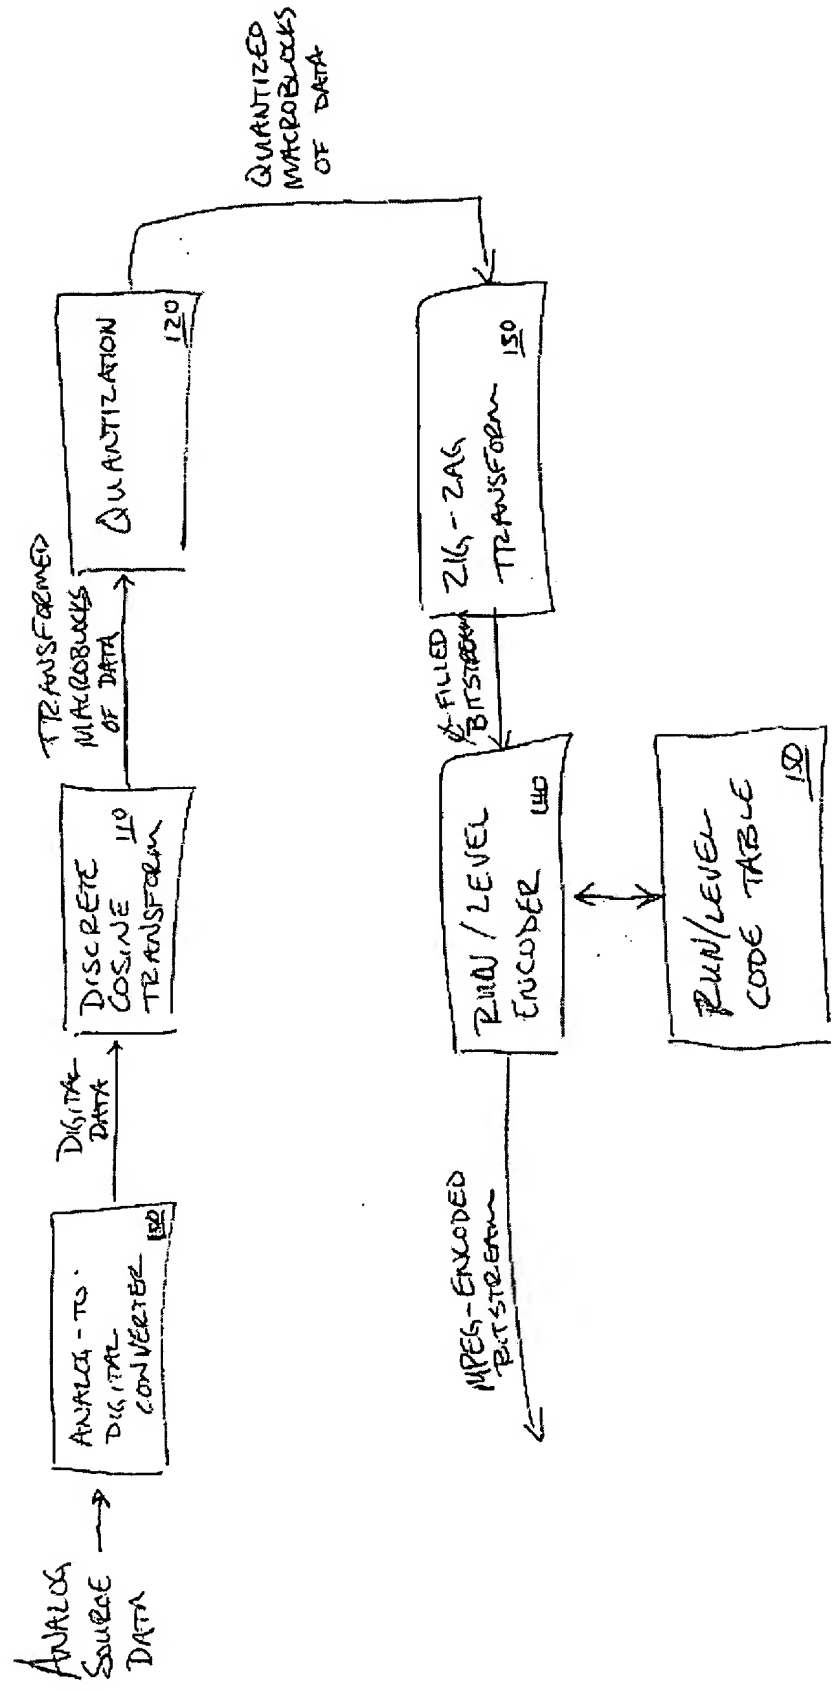 ANALOG
SOURCE
DATA
ANALOG-TO-
DIGITAL
CONVERTER
100
DIGITAL
DATA
DISCRETE
COSINE 110
TRANSFORM
TRANSFORMED
MACROBLOCKS
OF DATA
QUANTIZATION
120
QUANTIZED
MACROBLOCKS
OF DATA
ZIG-ZAG
TRANSFORM
130
Ø-FILLED
BITSTREAM
RUN/LEVEL
ENCODER
140
RUN/LEVEL
CODE TABLE
150
MPEG-ENCODED
BITSTREAM